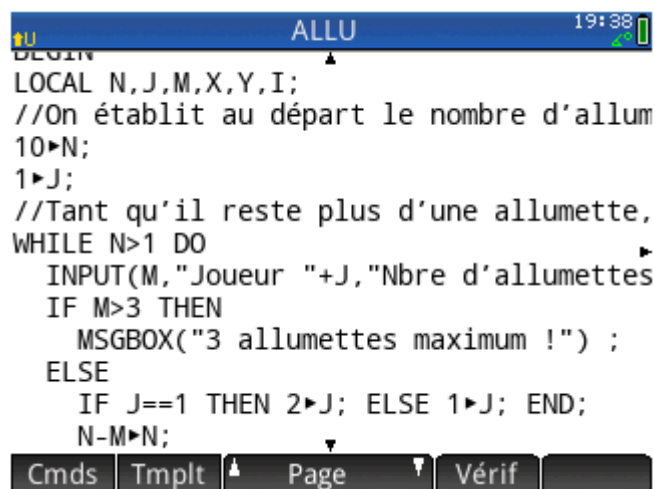 ALLU
19:38
U
BEGIN
LOCAL N,J,M,X,Y,I;
//On établit au départ le nombre d'allum
10►N;
1►J;
//Tant qu'il reste plus d'une allumette,
WHILE N>1 DO
INPUT(M,"Joueur "+J,"Nbre d'allumettes
IF M>3 THEN
MSGBOX("3 allumettes maximum !") ;
ELSE
IF J==1 THEN 2►J; ELSE 1►J; END;
N-M►N;
Cmds Tmplt Page Vérif